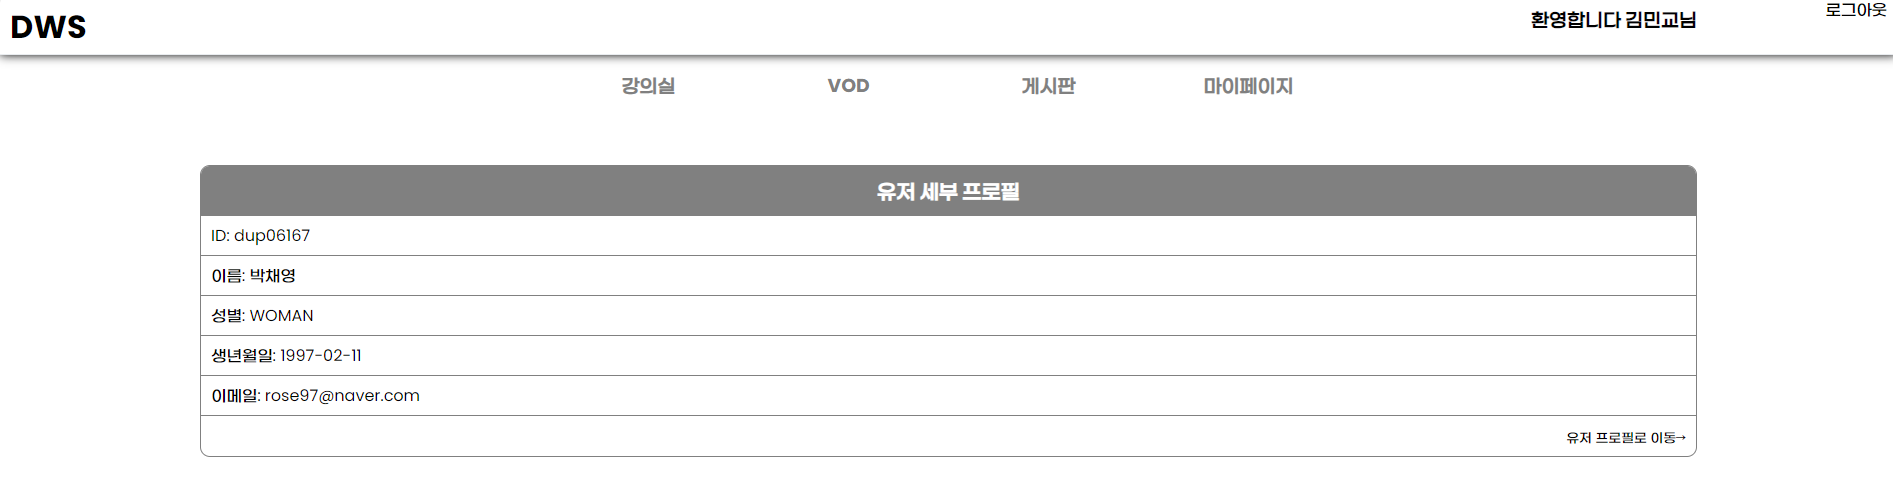 DWS
환영합니다 김민교님
로그아웃
강의실
VOD
게시판
마이페이지
유저 세부 프로필
ID: dup06167
이름: 박채영
성별: WOMAN
생년월일: 1997-02-11
이메일: rose97@naver.com
유저 프로필로 이동→